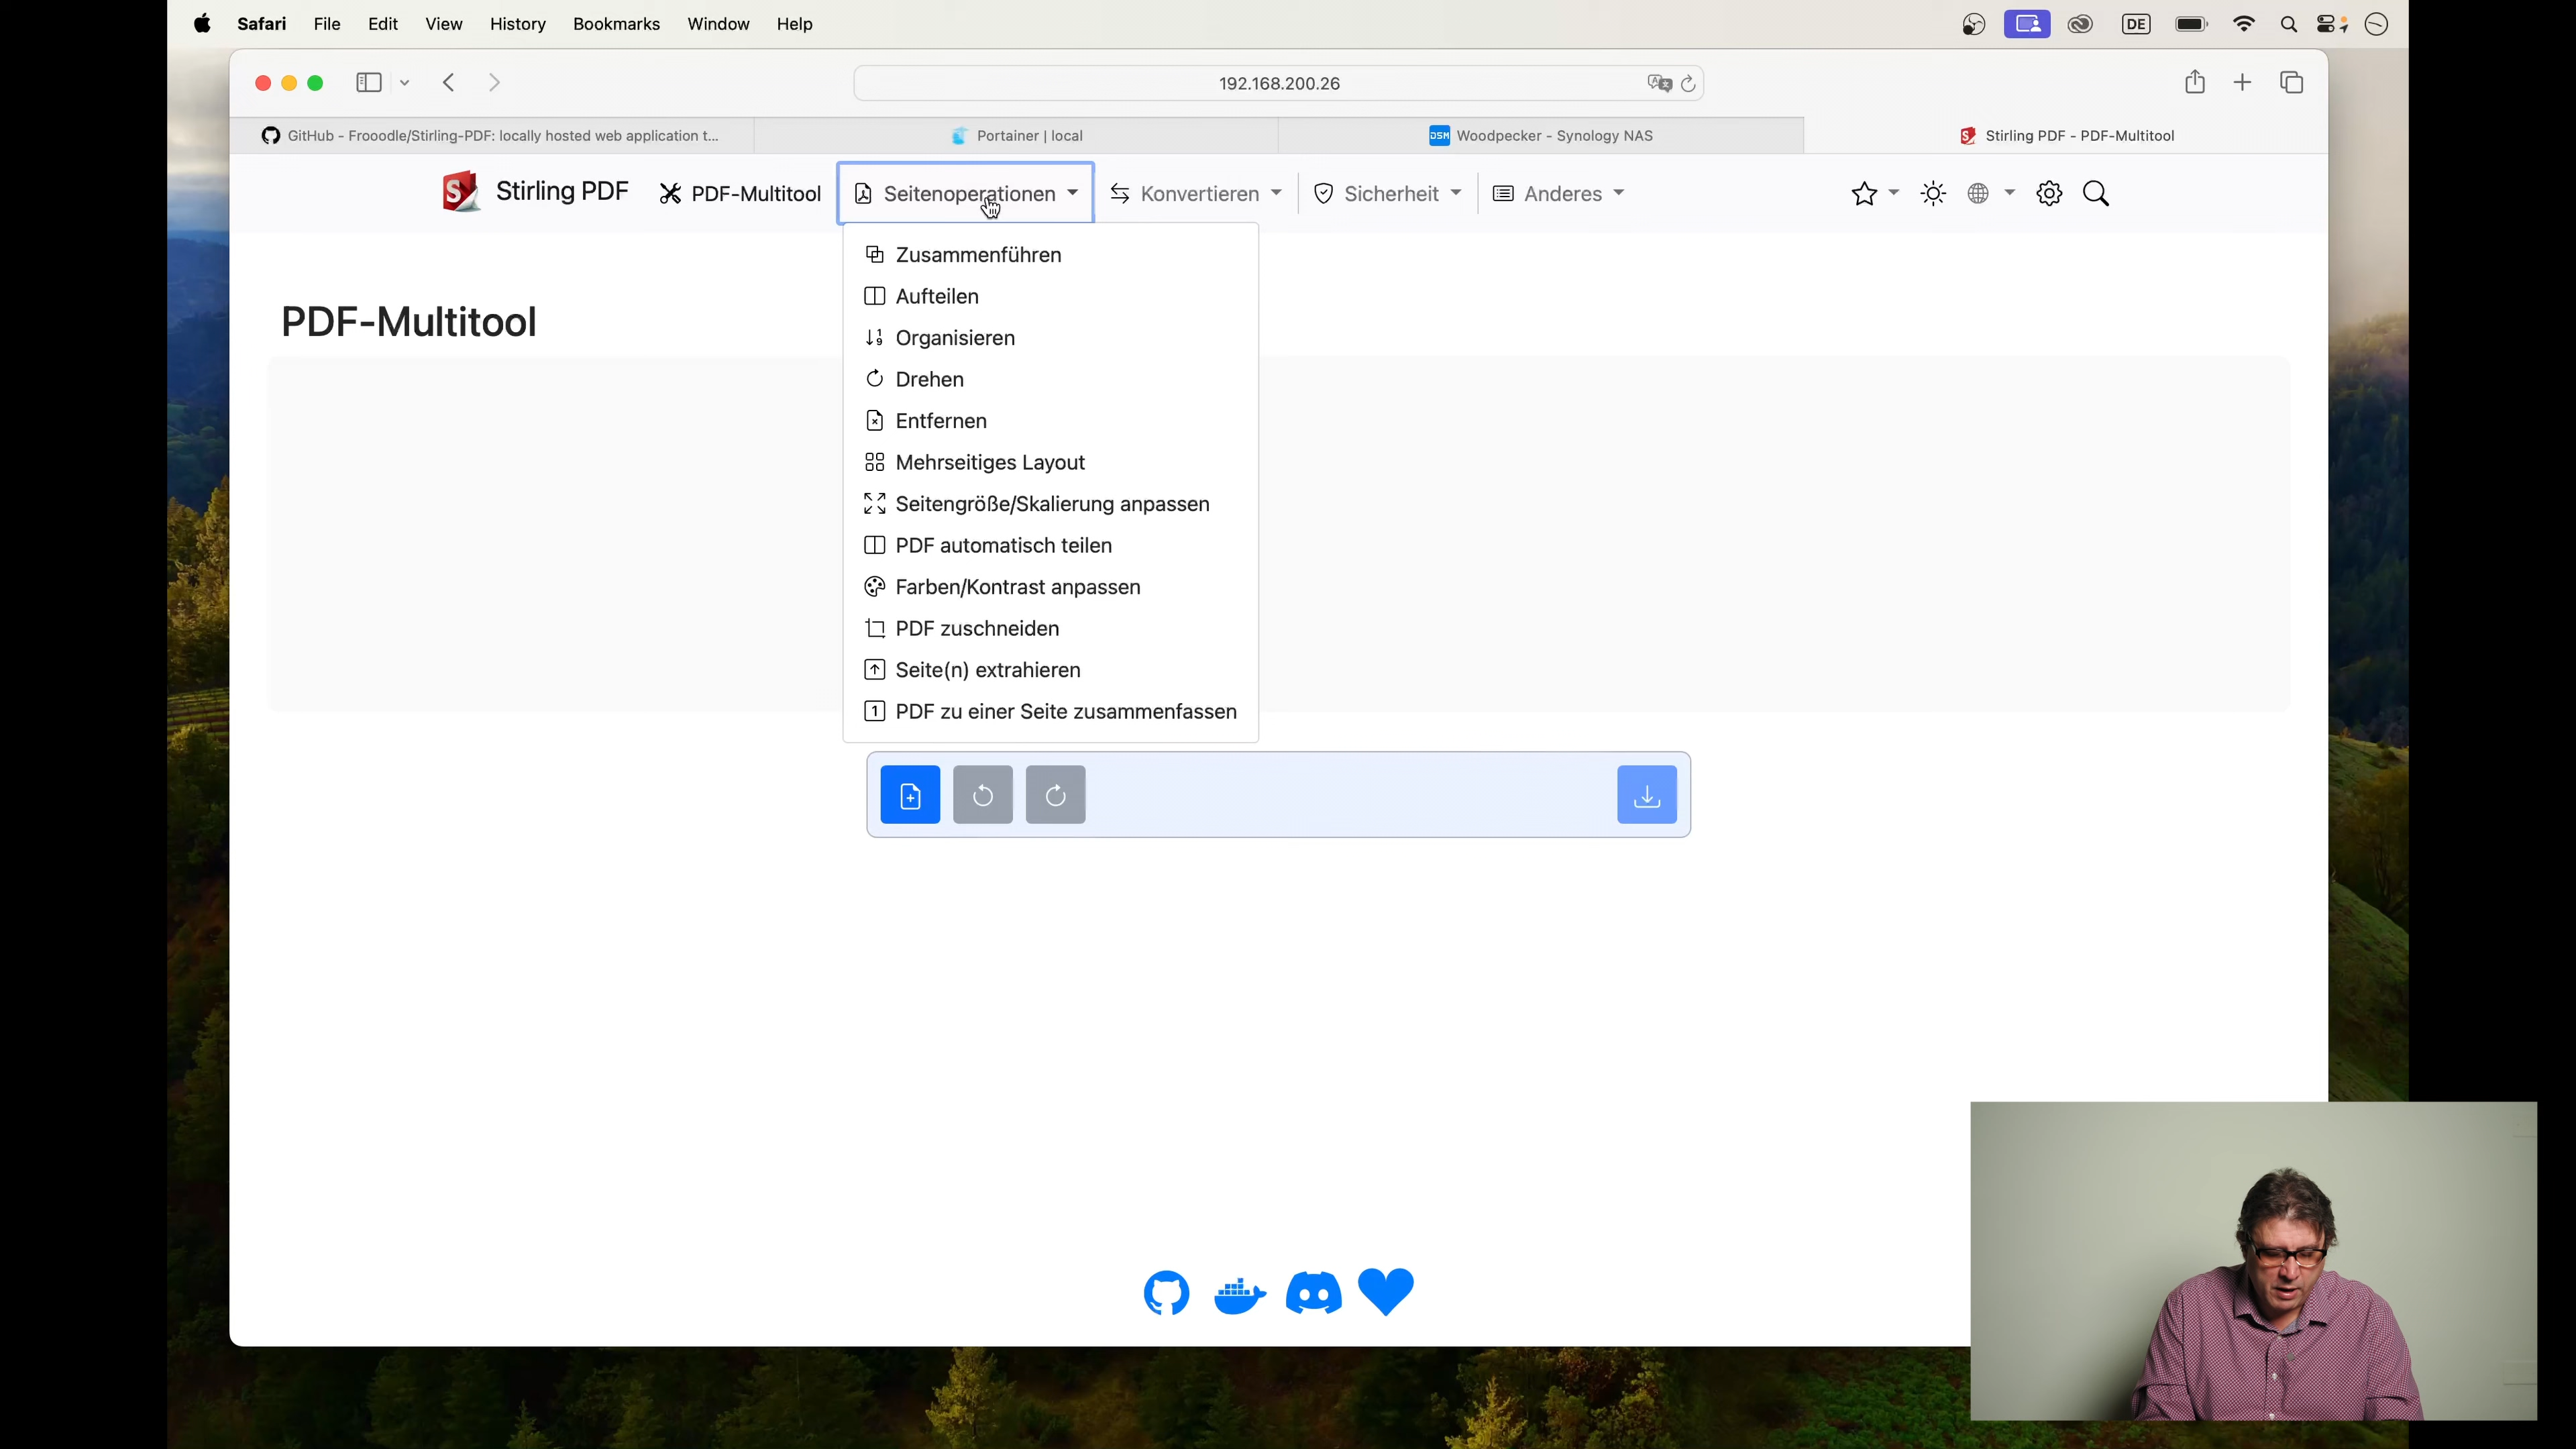 Safari File Edit View History Bookmarks Window Help DE
192.168.200.26
GitHub - Frooodle/Stirling-PDF: locally hosted web application t...
Portainer | local
DSM Woodpecker - Synology NAS
Stirling PDF - PDF-Multitool
S Stirling PDF PDF-Multitool Seitenoperationen Konvertieren Sicherheit Anderes
Zusammenführen
Aufteilen
Organisieren
Drehen
Entfernen
Mehrseitiges Layout
Seitengröße/Skalierung anpassen
PDF automatisch teilen
Farben/Kontrast anpassen
PDF zuschneiden
Seite(n) extrahieren
1 PDF zu einer Seite zusammenfassen
PDF-Multitool